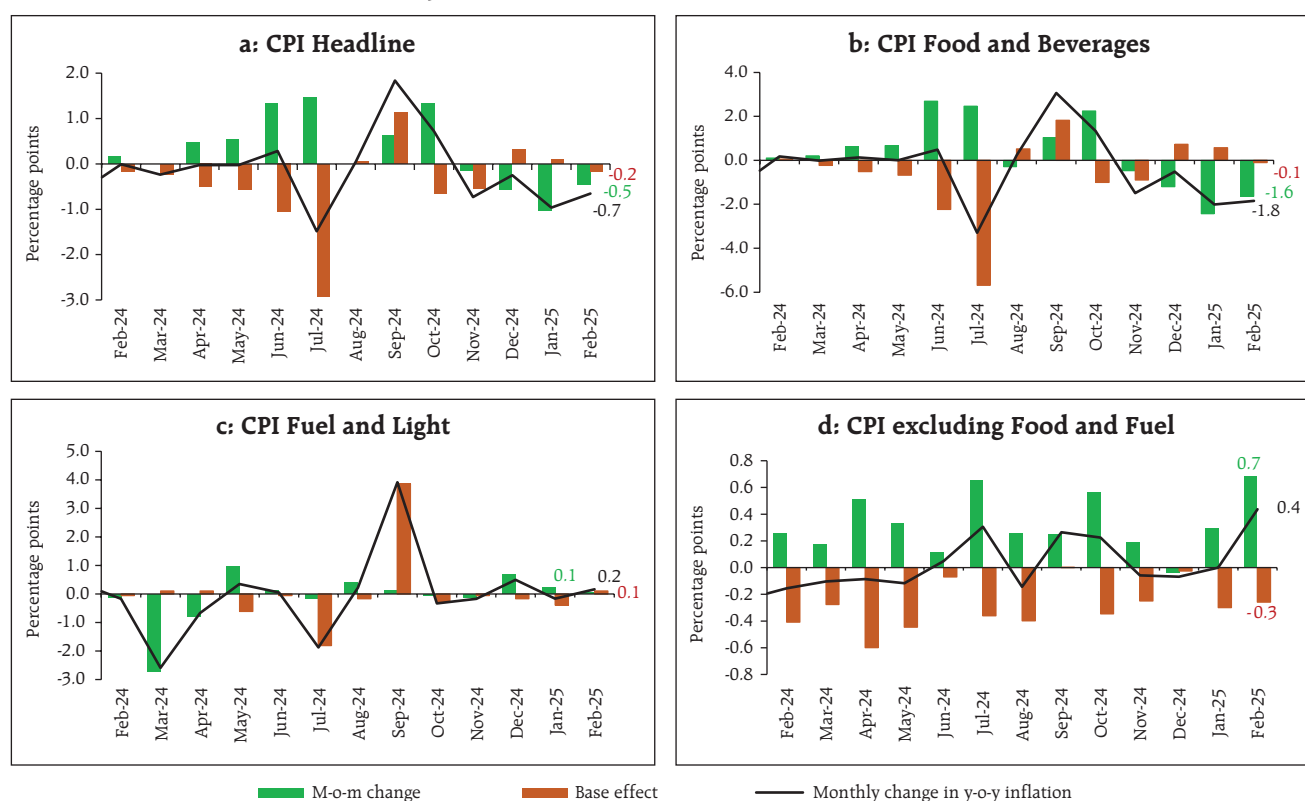 a: CPI Headline
Percentage points
2.0
1.0
0.0
-1.0
-2.0
-3.0
-0.2
-0.5
-0.7
Feb-24
Mar-24
Apr-24
May-24
Jun-24
Jul-24
Aug-24
Sep-24
Oct-24
Nov-24
Dec-24
Jan-25
Feb-25
b: CPI Food and Beverages
Percentage points
4.0
2.0
0.0
-2.0
-4.0
-6.0
-0.1
-1.6
-1.8
Feb-24
Mar-24
Apr-24
May-24
Jun-24
Jul-24
Aug-24
Sep-24
Oct-24
Nov-24
Dec-24
Jan-25
Feb-25
c: CPI Fuel and Light
Percentage points
5.0
4.0
3.0
2.0
1.0
0.0
-1.0
-2.0
-3.0
0.1
0.2
0.1
Feb-24
Mar-24
Apr-24
May-24
Jun-24
Jul-24
Aug-24
Sep-24
Oct-24
Nov-24
Dec-24
Jan-25
Feb-25
d: CPI excluding Food and Fuel
Percentage points
0.8
0.6
0.4
0.2
0.0
-0.2
-0.4
-0.6
-0.8
0.7
0.4
-0.3
Feb-24
Mar-24
Apr-24
May-24
Jun-24
Jul-24
Aug-24
Sep-24
Oct-24
Nov-24
Dec-24
Jan-25
Feb-25
M-o-m change
Base effect
Monthly change in y-o-y inflation